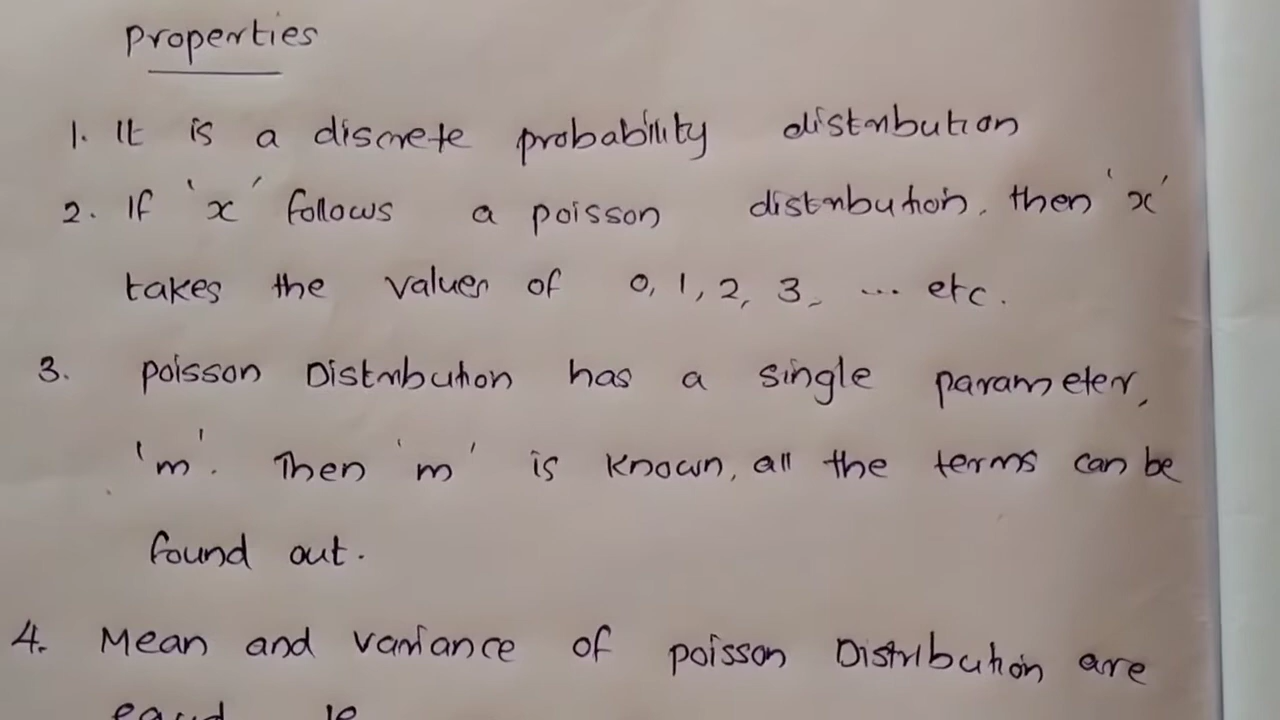 Properties
1. It is a discrete probability distribution
2. If 'x' follows a poisson distribution, then 'x'
takes the values of 0, 1, 2, 3, ... etc.
3. poisson Distribution has a single parameter,
'm'. Then 'm' is known, all the terms can be
found out.
4. Mean and variance of poisson Distribution are
equal ie